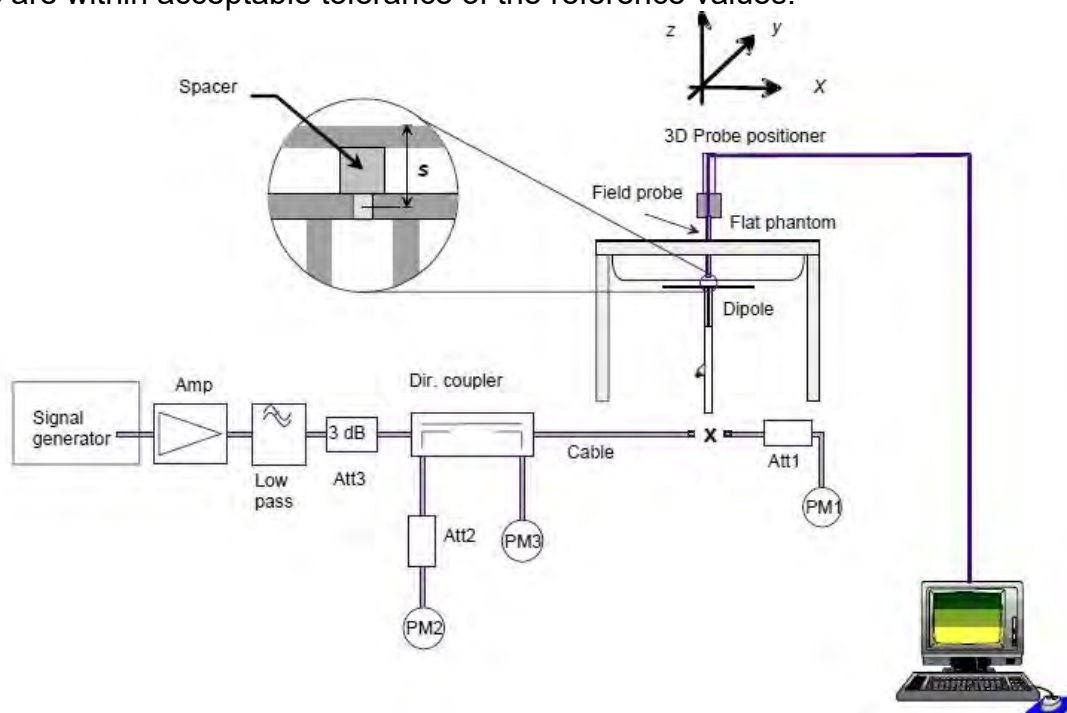 are within acceptable tolerance of the reference values.
z
y
X
Spacer
s
3D Probe positioner
Field probe
Flat phantom
Dipole
Signal
generator
Amp
Low
pass
3 dB
Att3
Dir. coupler
Cable
x
Att1
PM1
Att2
PM3
PM2